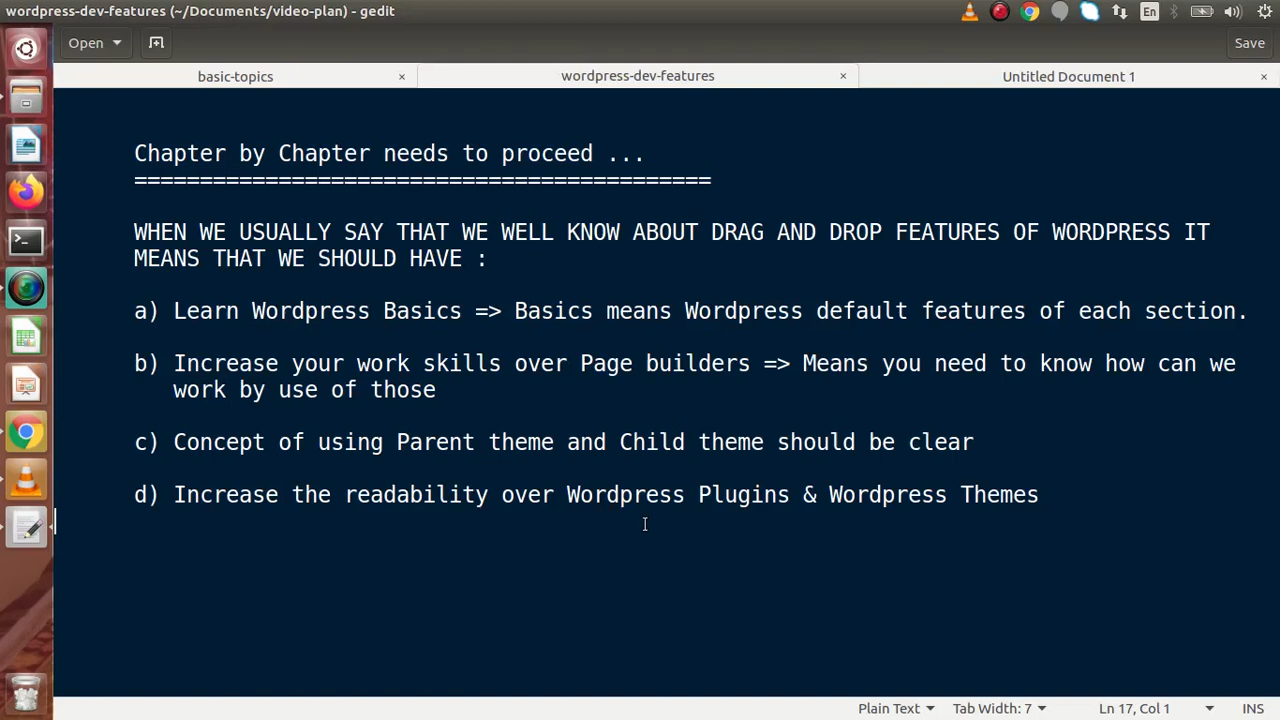 wordpress-dev-features (~/Documents/video-plan) - gedit
En
Open
Save
basic-topics ×
wordpress-dev-features ×
Untitled Document 1 ×
Chapter by Chapter needs to proceed ...
============================================
WHEN WE USUALLY SAY THAT WE WELL KNOW ABOUT DRAG AND DROP FEATURES OF WORDPRESS IT
MEANS THAT WE SHOULD HAVE :
a) Learn Wordpress Basics => Basics means Wordpress default features of each section.
b) Increase your work skills over Page builders => Means you need to know how can we
work by use of those
c) Concept of using Parent theme and Child theme should be clear
d) Increase the readability over Wordpress Plugins & Wordpress Themes
Plain Text
Tab Width: 7
Ln 17, Col 1
INS